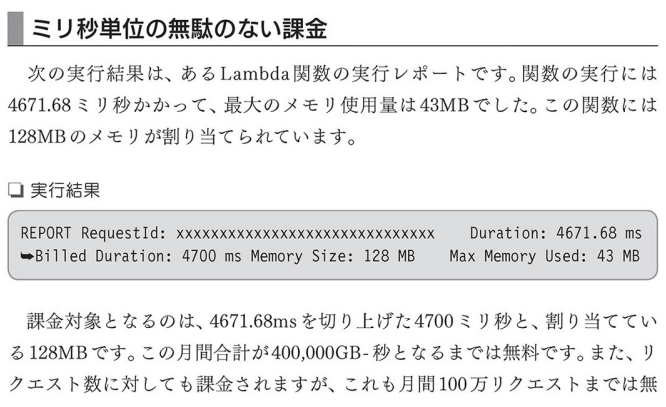 ミリ秒単位の無駄のない課金
次の実行結果は、あるLambda関数の実行レポートです。関数の実行には
4671.68ミリ秒かかって、最大のメモリ使用量は43MBでした。この関数には
128MBのメモリが割り当てられています。
❏ 実行結果
REPORT RequestId: xxxxxxxxxxxxxxxxxxxxxxxxxxxxxx Duration: 4671.68 ms
➥Billed Duration: 4700 ms Memory Size: 128 MB Max Memory Used: 43 MB
課金対象となるのは、4671.68msを切り上げた4700ミリ秒と、割り当ててい
る128MBです。この月間合計が400,000GB-秒となるまでは無料です。また、リ
クエスト数に対しても課金されますが、これも月間100万リクエストまでは無